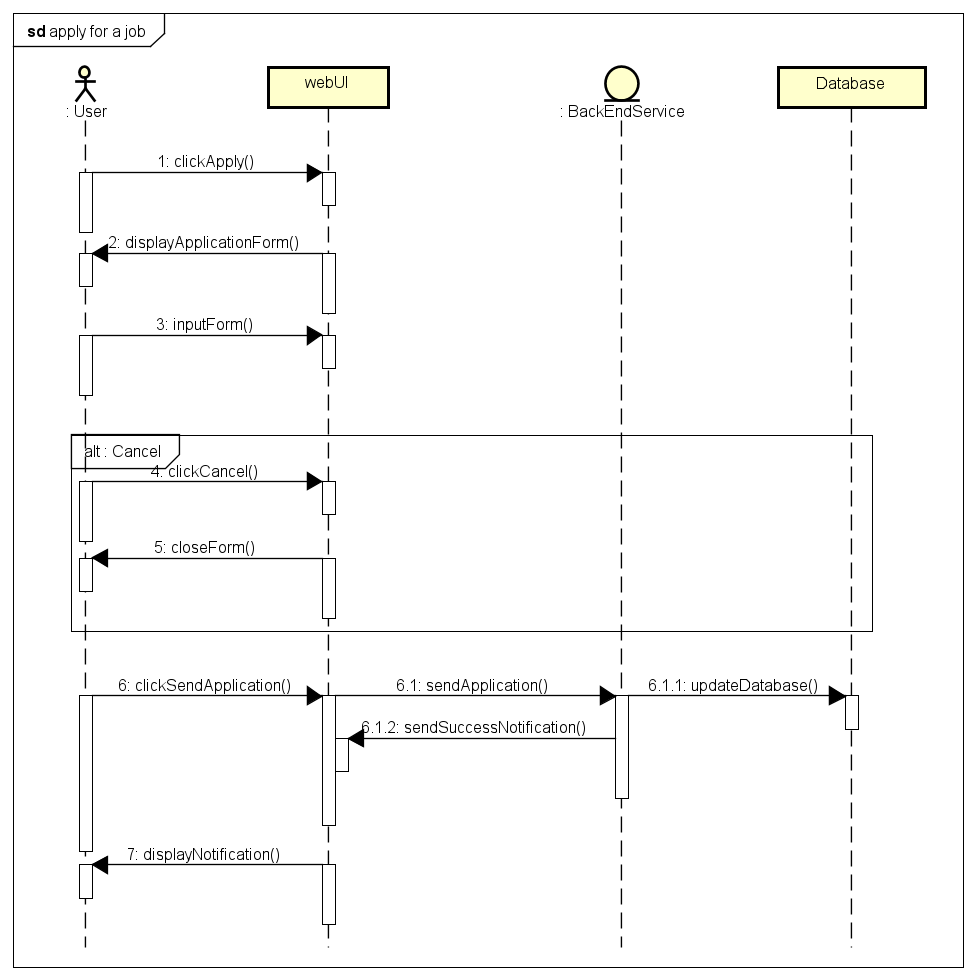 sd apply for a job
: User
webUI
: BackEndService
Database
1: clickApply()
2: displayApplicationForm()
3: inputForm()
alt : Cancel
4: clickCancel()
5: closeForm()
6: clickSendApplication()
6.1: sendApplication()
6.1.1: updateDatabase()
6.1.2: sendSuccessNotification()
7: displayNotification()